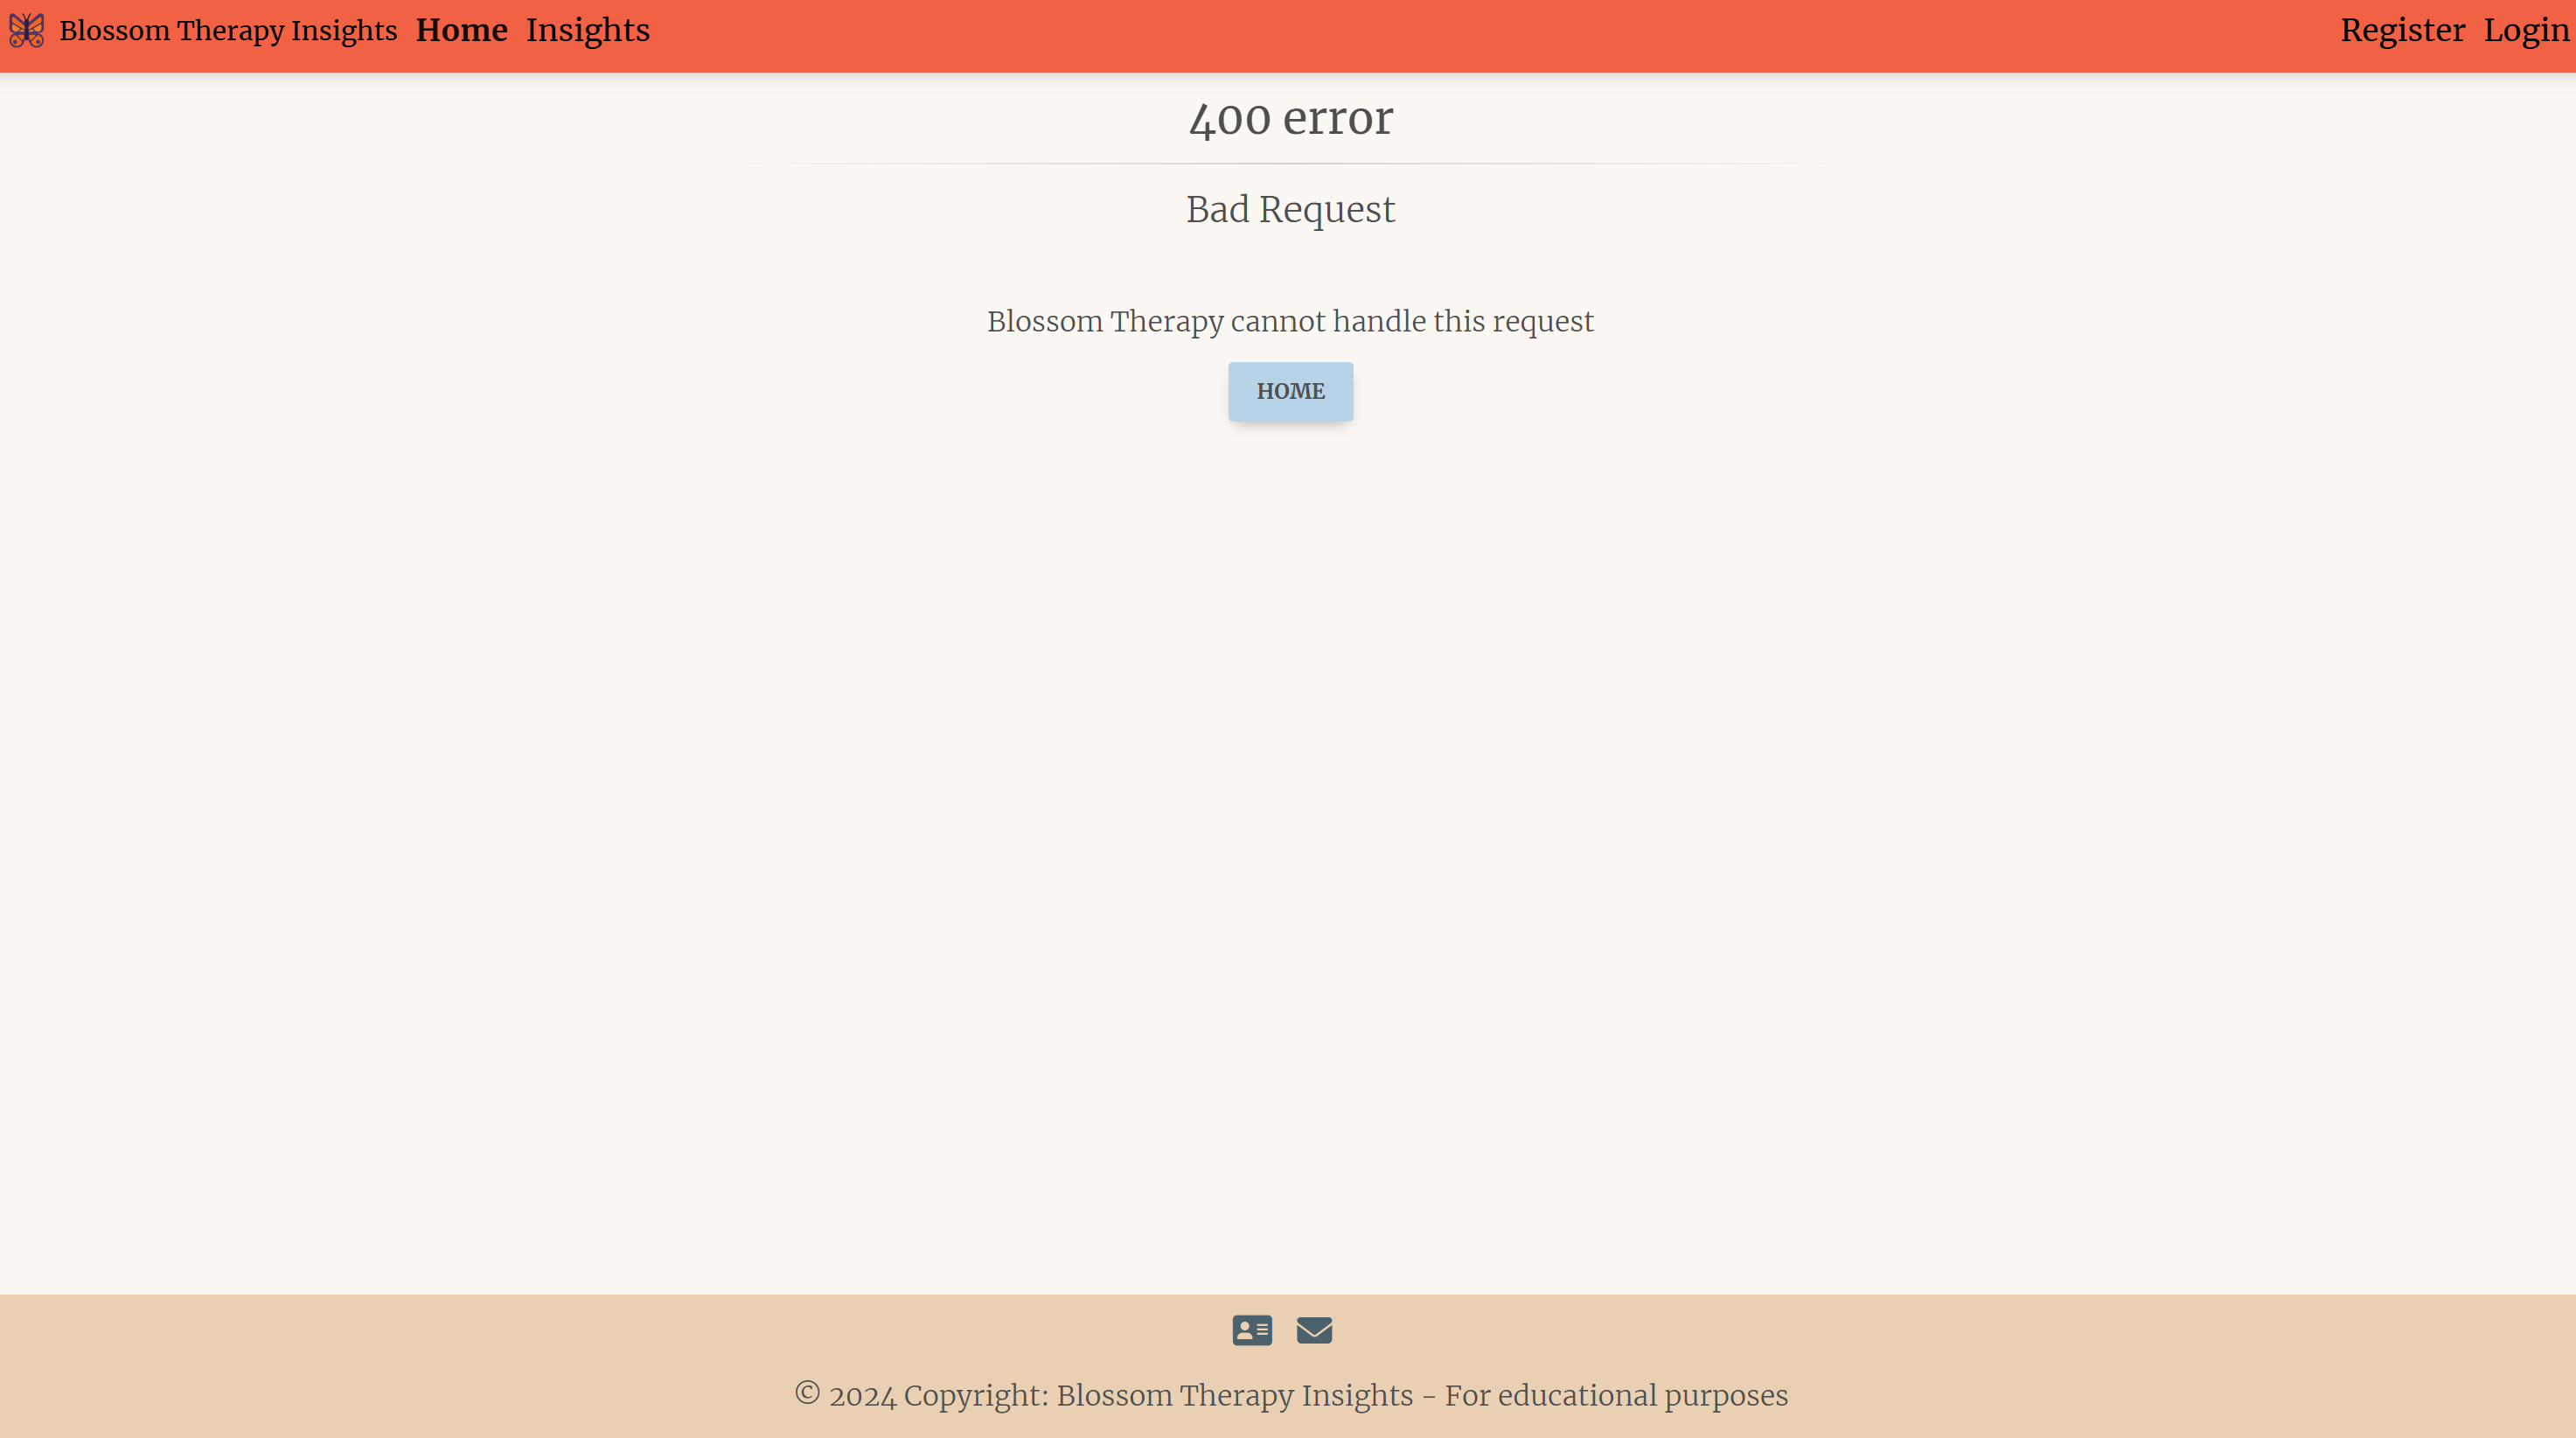 Blossom Therapy Insights Home Insights Register Login
400 error
Bad Request
Blossom Therapy cannot handle this request
HOME
© 2024 Copyright: Blossom Therapy Insights - For educational purposes